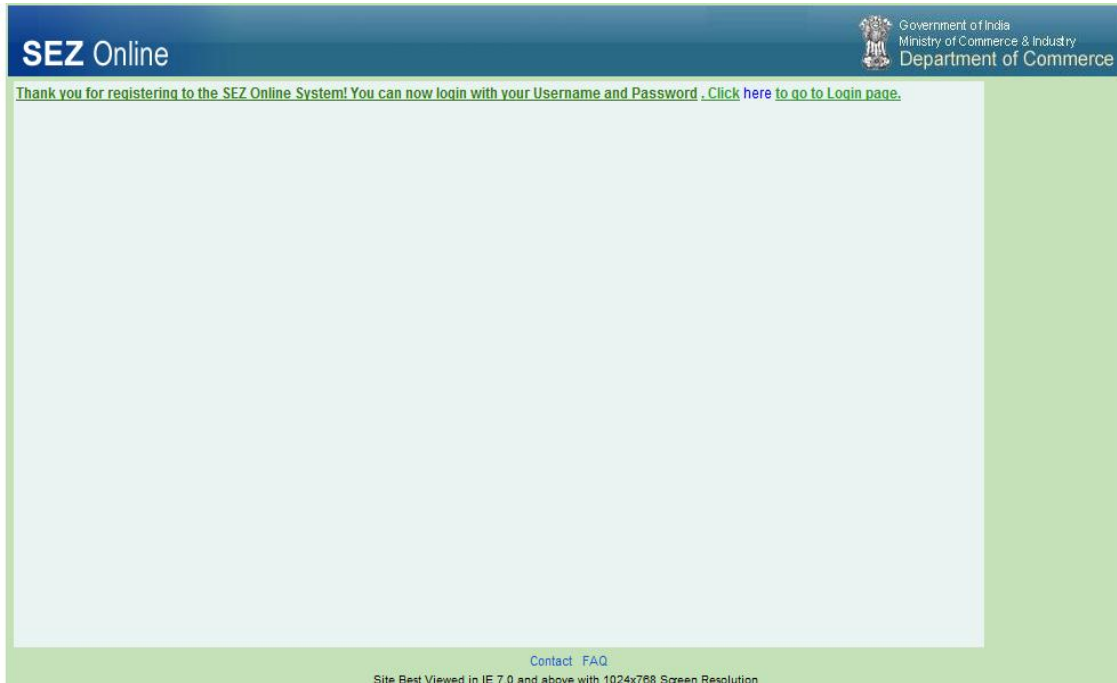 SEZ Online
Government of India
Ministry of Commerce & Industry
Department of Commerce
Thank you for registering to the SEZ Online System! You can now login with your Username and Password . Click here to go to Login page.
Contact FAQ
Site Best Viewed in IE 7.0 and above with 1024x768 Screen Resolution